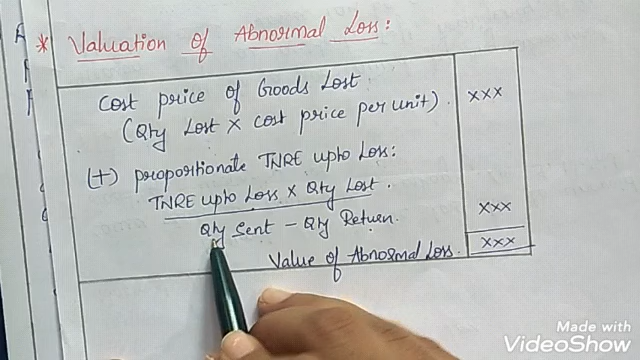 * Valuation of Abnormal Loss:
Cost price of Goods Lost
(Qty Lost X cost price per unit). XXX
(+) proportionate TNRE upto Loss:
TNRE upto Loss X Qty Lost.
Qty Sent - Qty Return. XXX
Value of Abnormal Loss. XXX
Made with
VideoShow